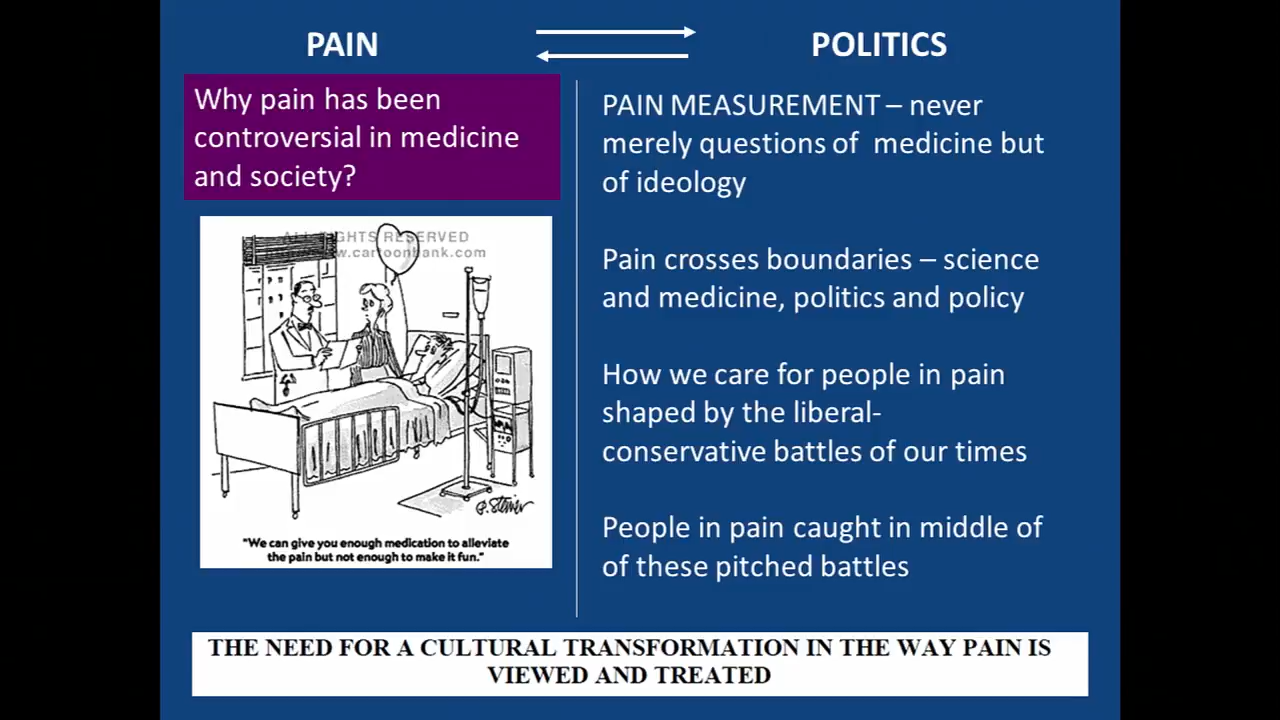 PAIN
POLITICS
Why pain has been
controversial in medicine
and society?
ALL RIGHTS RESERVED
www.cartoonbank.com
P. Steiner
"We can give you enough medication to alleviate
the pain but not enough to make it fun."
PAIN MEASUREMENT – never
merely questions of medicine but
of ideology
Pain crosses boundaries – science
and medicine, politics and policy
How we care for people in pain
shaped by the liberal-
conservative battles of our times
People in pain caught in middle of
of these pitched battles
THE NEED FOR A CULTURAL TRANSFORMATION IN THE WAY PAIN IS
VIEWED AND TREATED